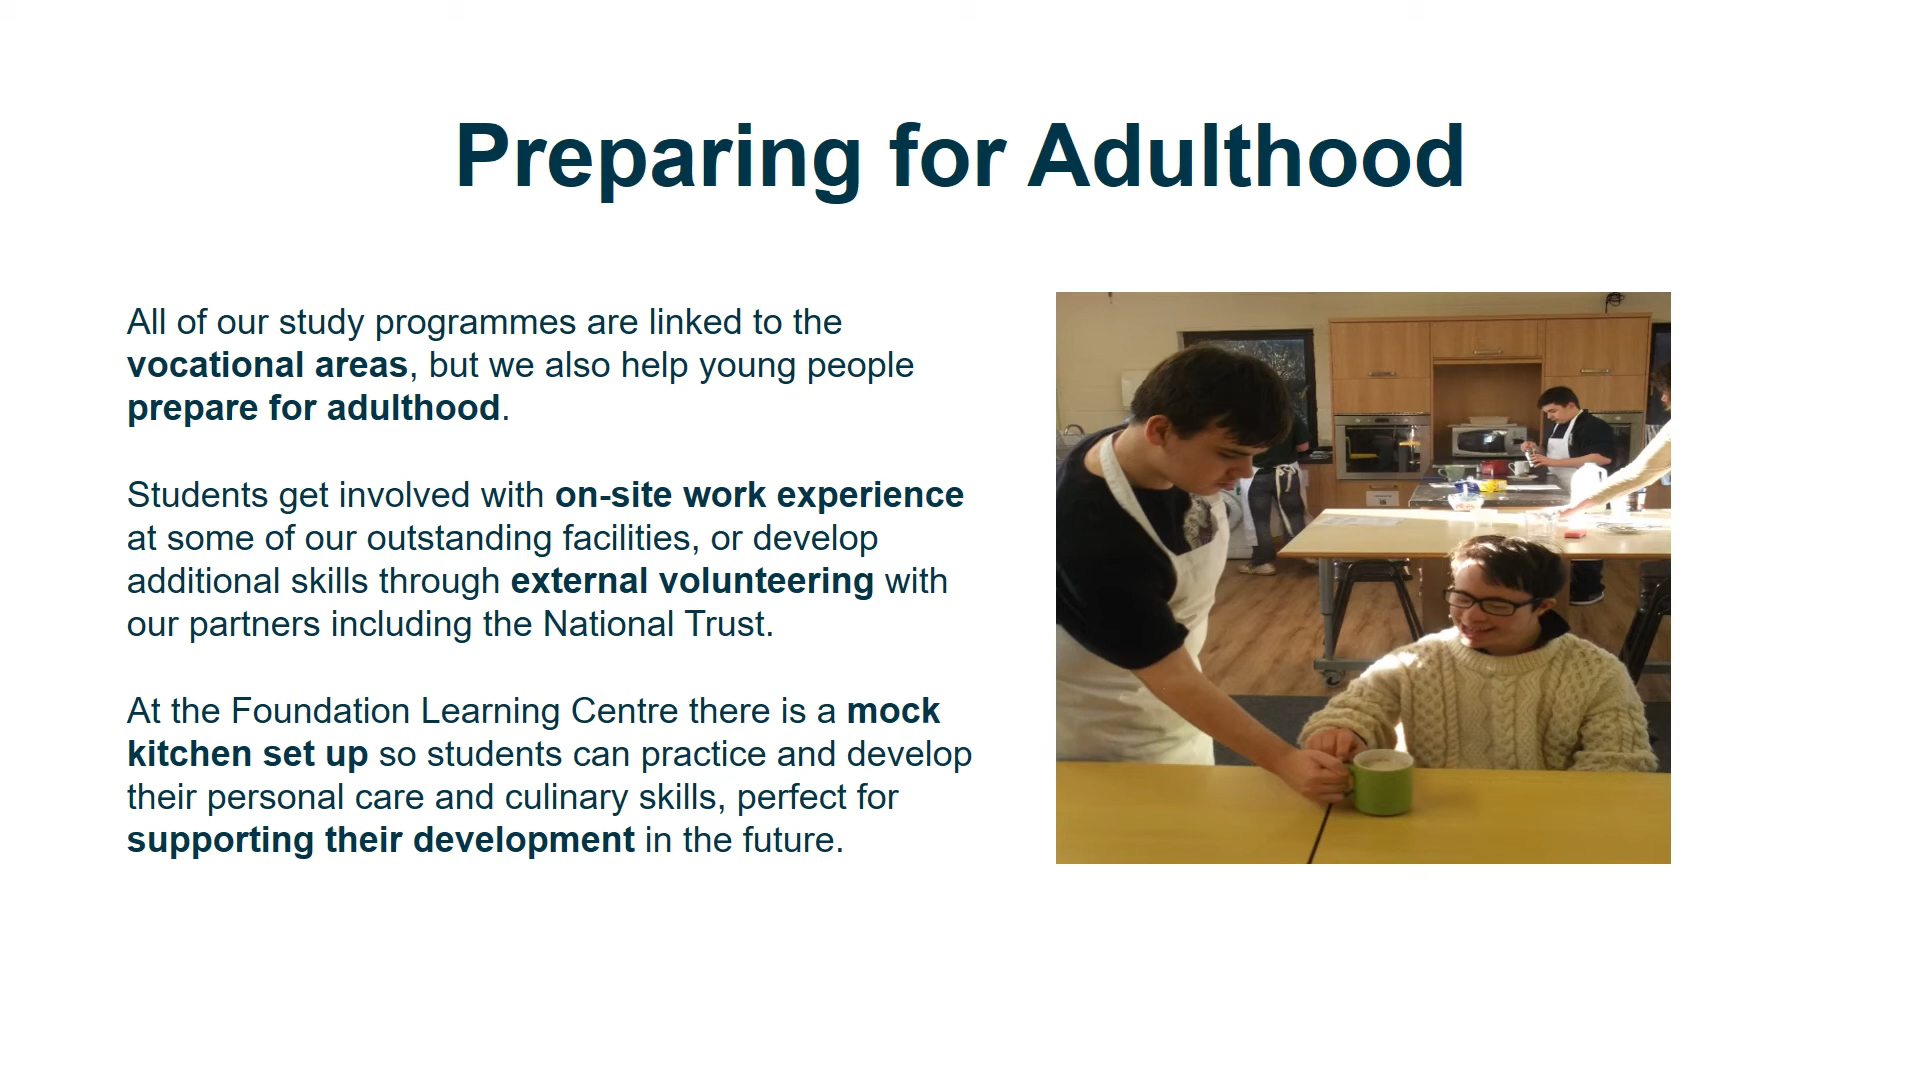 Preparing for Adulthood
All of our study programmes are linked to the
vocational areas, but we also help young people
prepare for adulthood.
Students get involved with on-site work experience
at some of our outstanding facilities, or develop
additional skills through external volunteering with
our partners including the National Trust.
At the Foundation Learning Centre there is a mock
kitchen set up so students can practice and develop
their personal care and culinary skills, perfect for
supporting their development in the future.